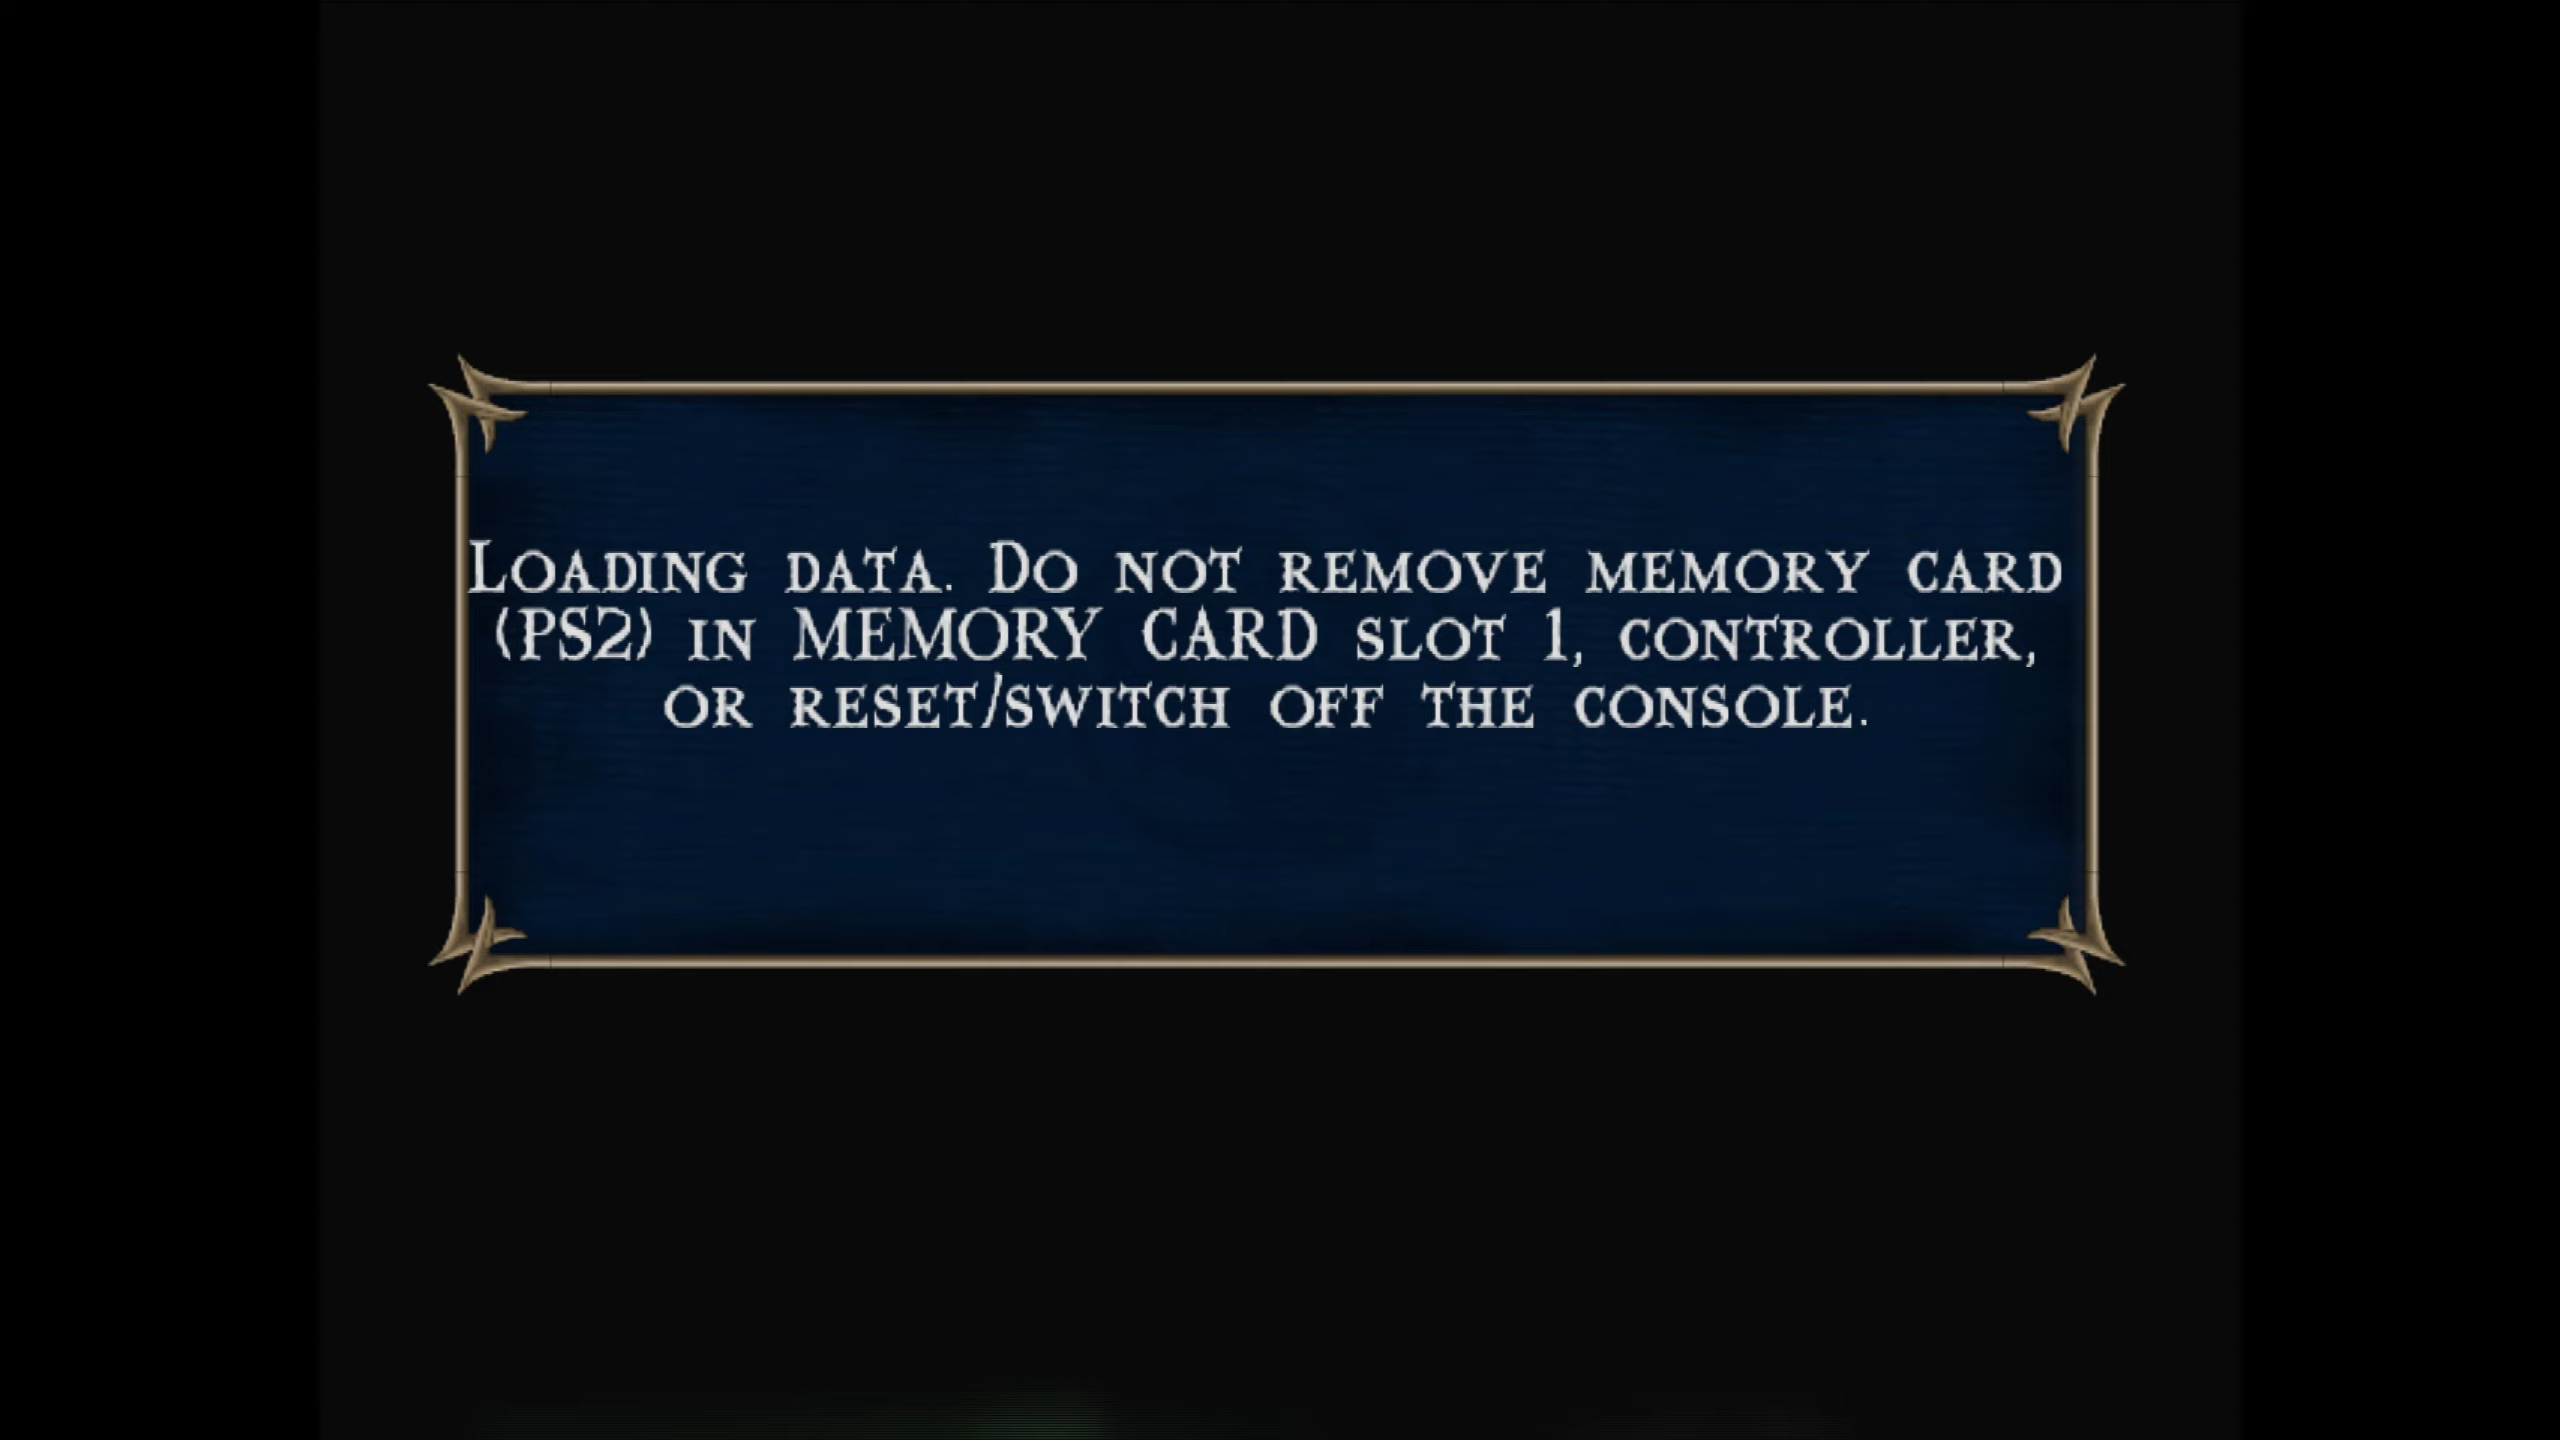 Loading data. Do not remove memory card
(PS2) in MEMORY CARD slot 1, controller,
or reset/switch off the console.